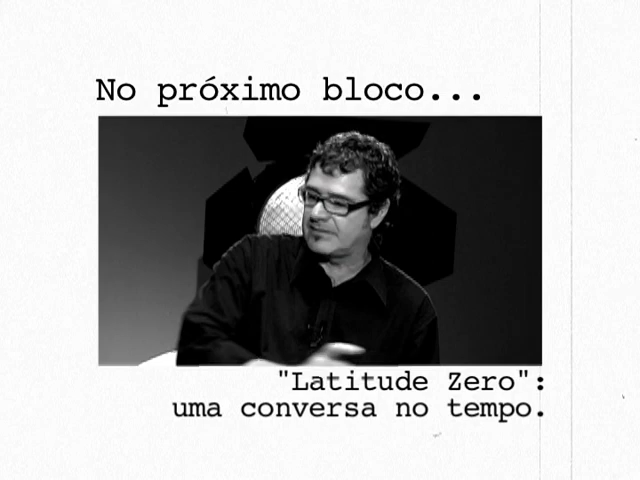 No próximo bloco...
"Latitude Zero":
uma conversa no tempo.